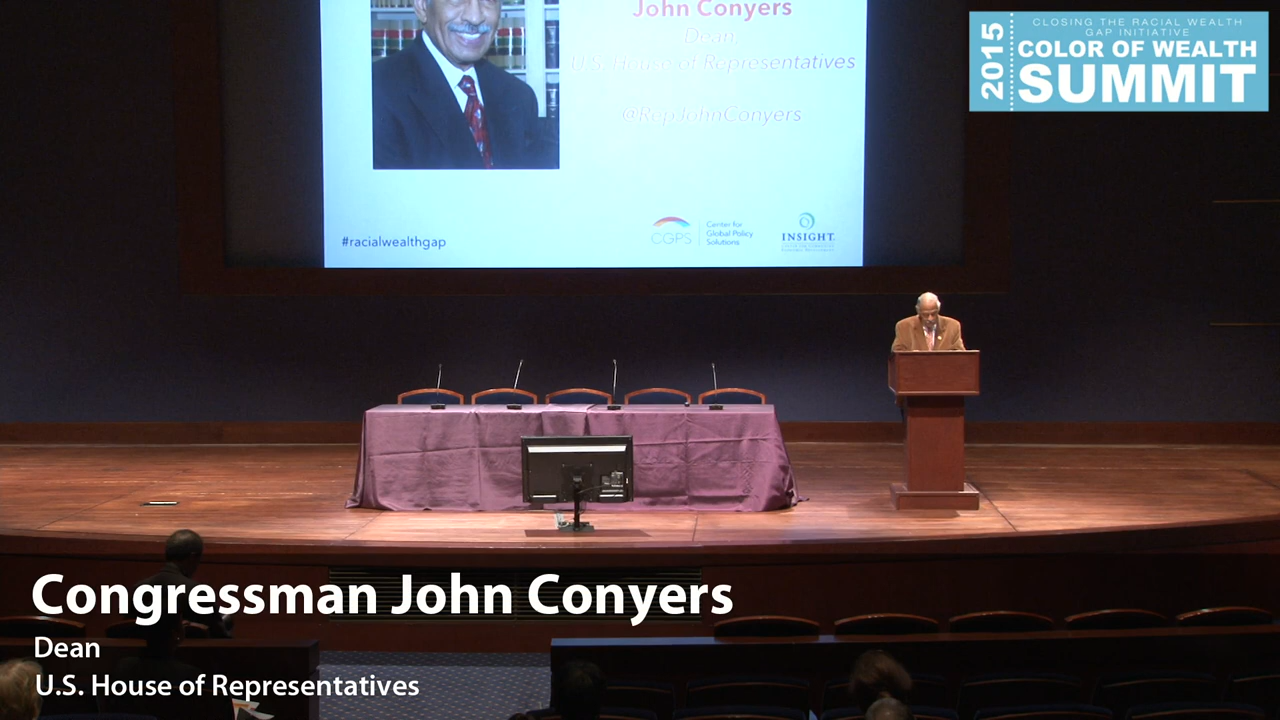 John Conyers
Dean,
U.S. House of Representatives
@RepJohnConyers
#racialwealthgap
CGPS
Center for
Global Policy
Solutions
INSIGHT
2015
CLOSING THE RACIAL WEALTH
GAP INITIATIVE
COLOR OF WEALTH
SUMMIT
Congressman John Conyers
Dean
U.S. House of Representatives